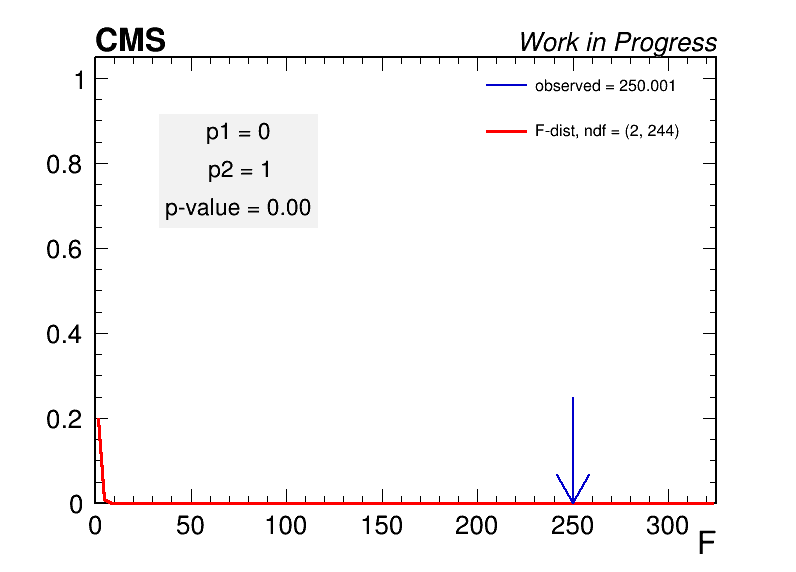 CMS
Work in Progress
observed = 250.001
F-dist, ndf = (2, 244)
p1 = 0
p2 = 1
p-value = 0.00
1
0.8
0.6
0.4
0.2
0
0 50 100 150 200 250 300
F